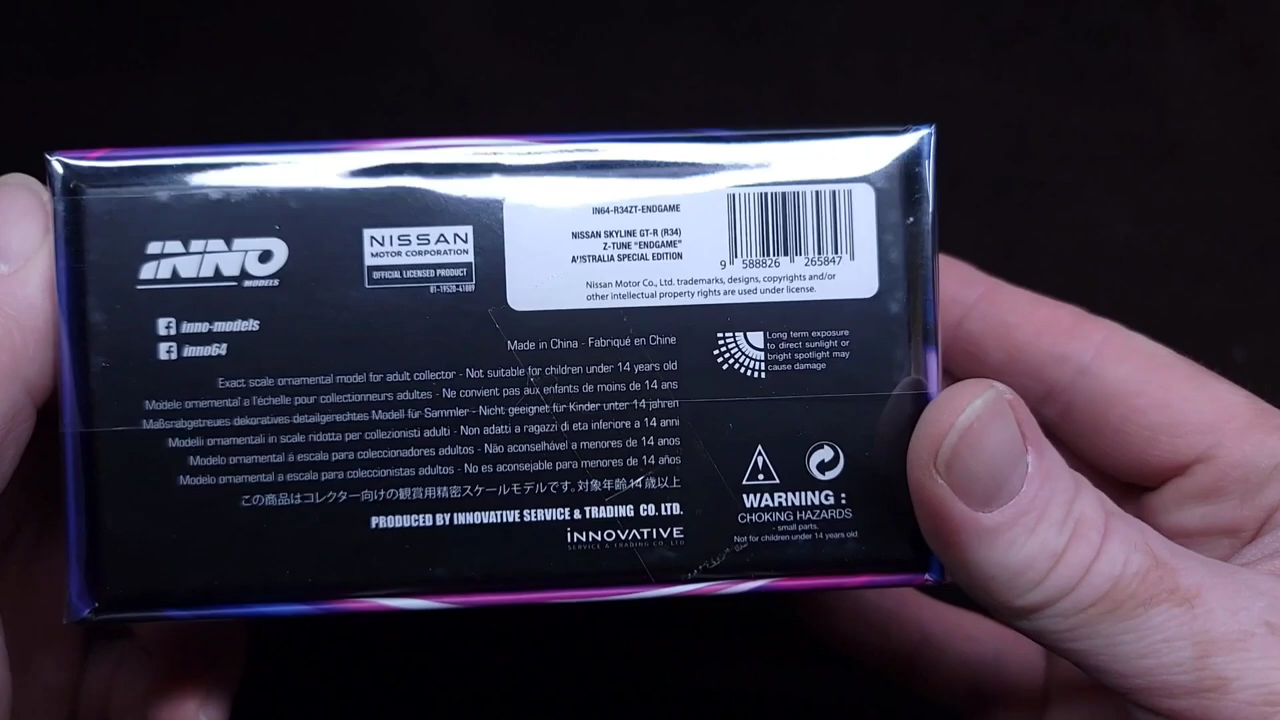 INNO
MODELS
NISSAN
MOTOR CORPORATION
OFFICIAL LICENSED PRODUCT
IN64-R34ZT-ENDGAME
NISSAN SKYLINE GT-R (R34)
Z-TUNE "ENDGAME"
AUSTRALIA SPECIAL EDITION
9 588826 265847
Nissan Motor Co., Ltd. trademarks, designs, copyrights and/or
other intellectual property rights are used under license.
inno-models
inno64
Made in China - Fabriqué en Chine
Long term exposure
to direct sunlight or
bright spotlight may
cause damage
Exact scale ornamental model for adult collector - Not suitable for children under 14 years old
Modele ornemental a l'échelle pour collectionneurs adultes - Ne convient pas aux enfants de moins de 14 ans
Maßsrabgetreues dekoratives detailgerechtes Modell für Sammler - Nicht geeignet für Kinder unter 14 jahren
Modelli ornamentali in scale ridotta per collezionisti adulti - Non adatti a ragazzi di eta inferiore a 14 anni
Modelo ornamental á escala para coleccionadores adultos - Não aconselhável a menores de 14 anos
Modelo ornamental a escala para coleccionistas adultos - No es aconsejable para menores de 14 años
この商品はコレクター向けの観賞用精密スケールモデルです。対象年齢14歳以上
PRODUCED BY INNOVATIVE SERVICE & TRADING CO. LTD.
iNNOVATIVE
SERVICE & TRADING CO. LTD
WARNING :
CHOKING HAZARDS
- small parts.
Not for children under 14 years old